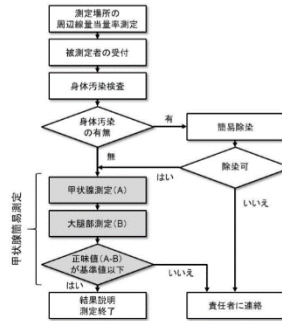 測定場所の
周辺線量当量率測定
被測定者の受付
身体汚染検査
身体汚染
の有無
有
簡易除染
無
除染可
はい
いいえ
甲状腺簡易測定
甲状腺測定(A)
大腿部測定(B)
正味値(A-B)
が基準値以下
いいえ
はい
結果説明
測定終了
責任者に連絡